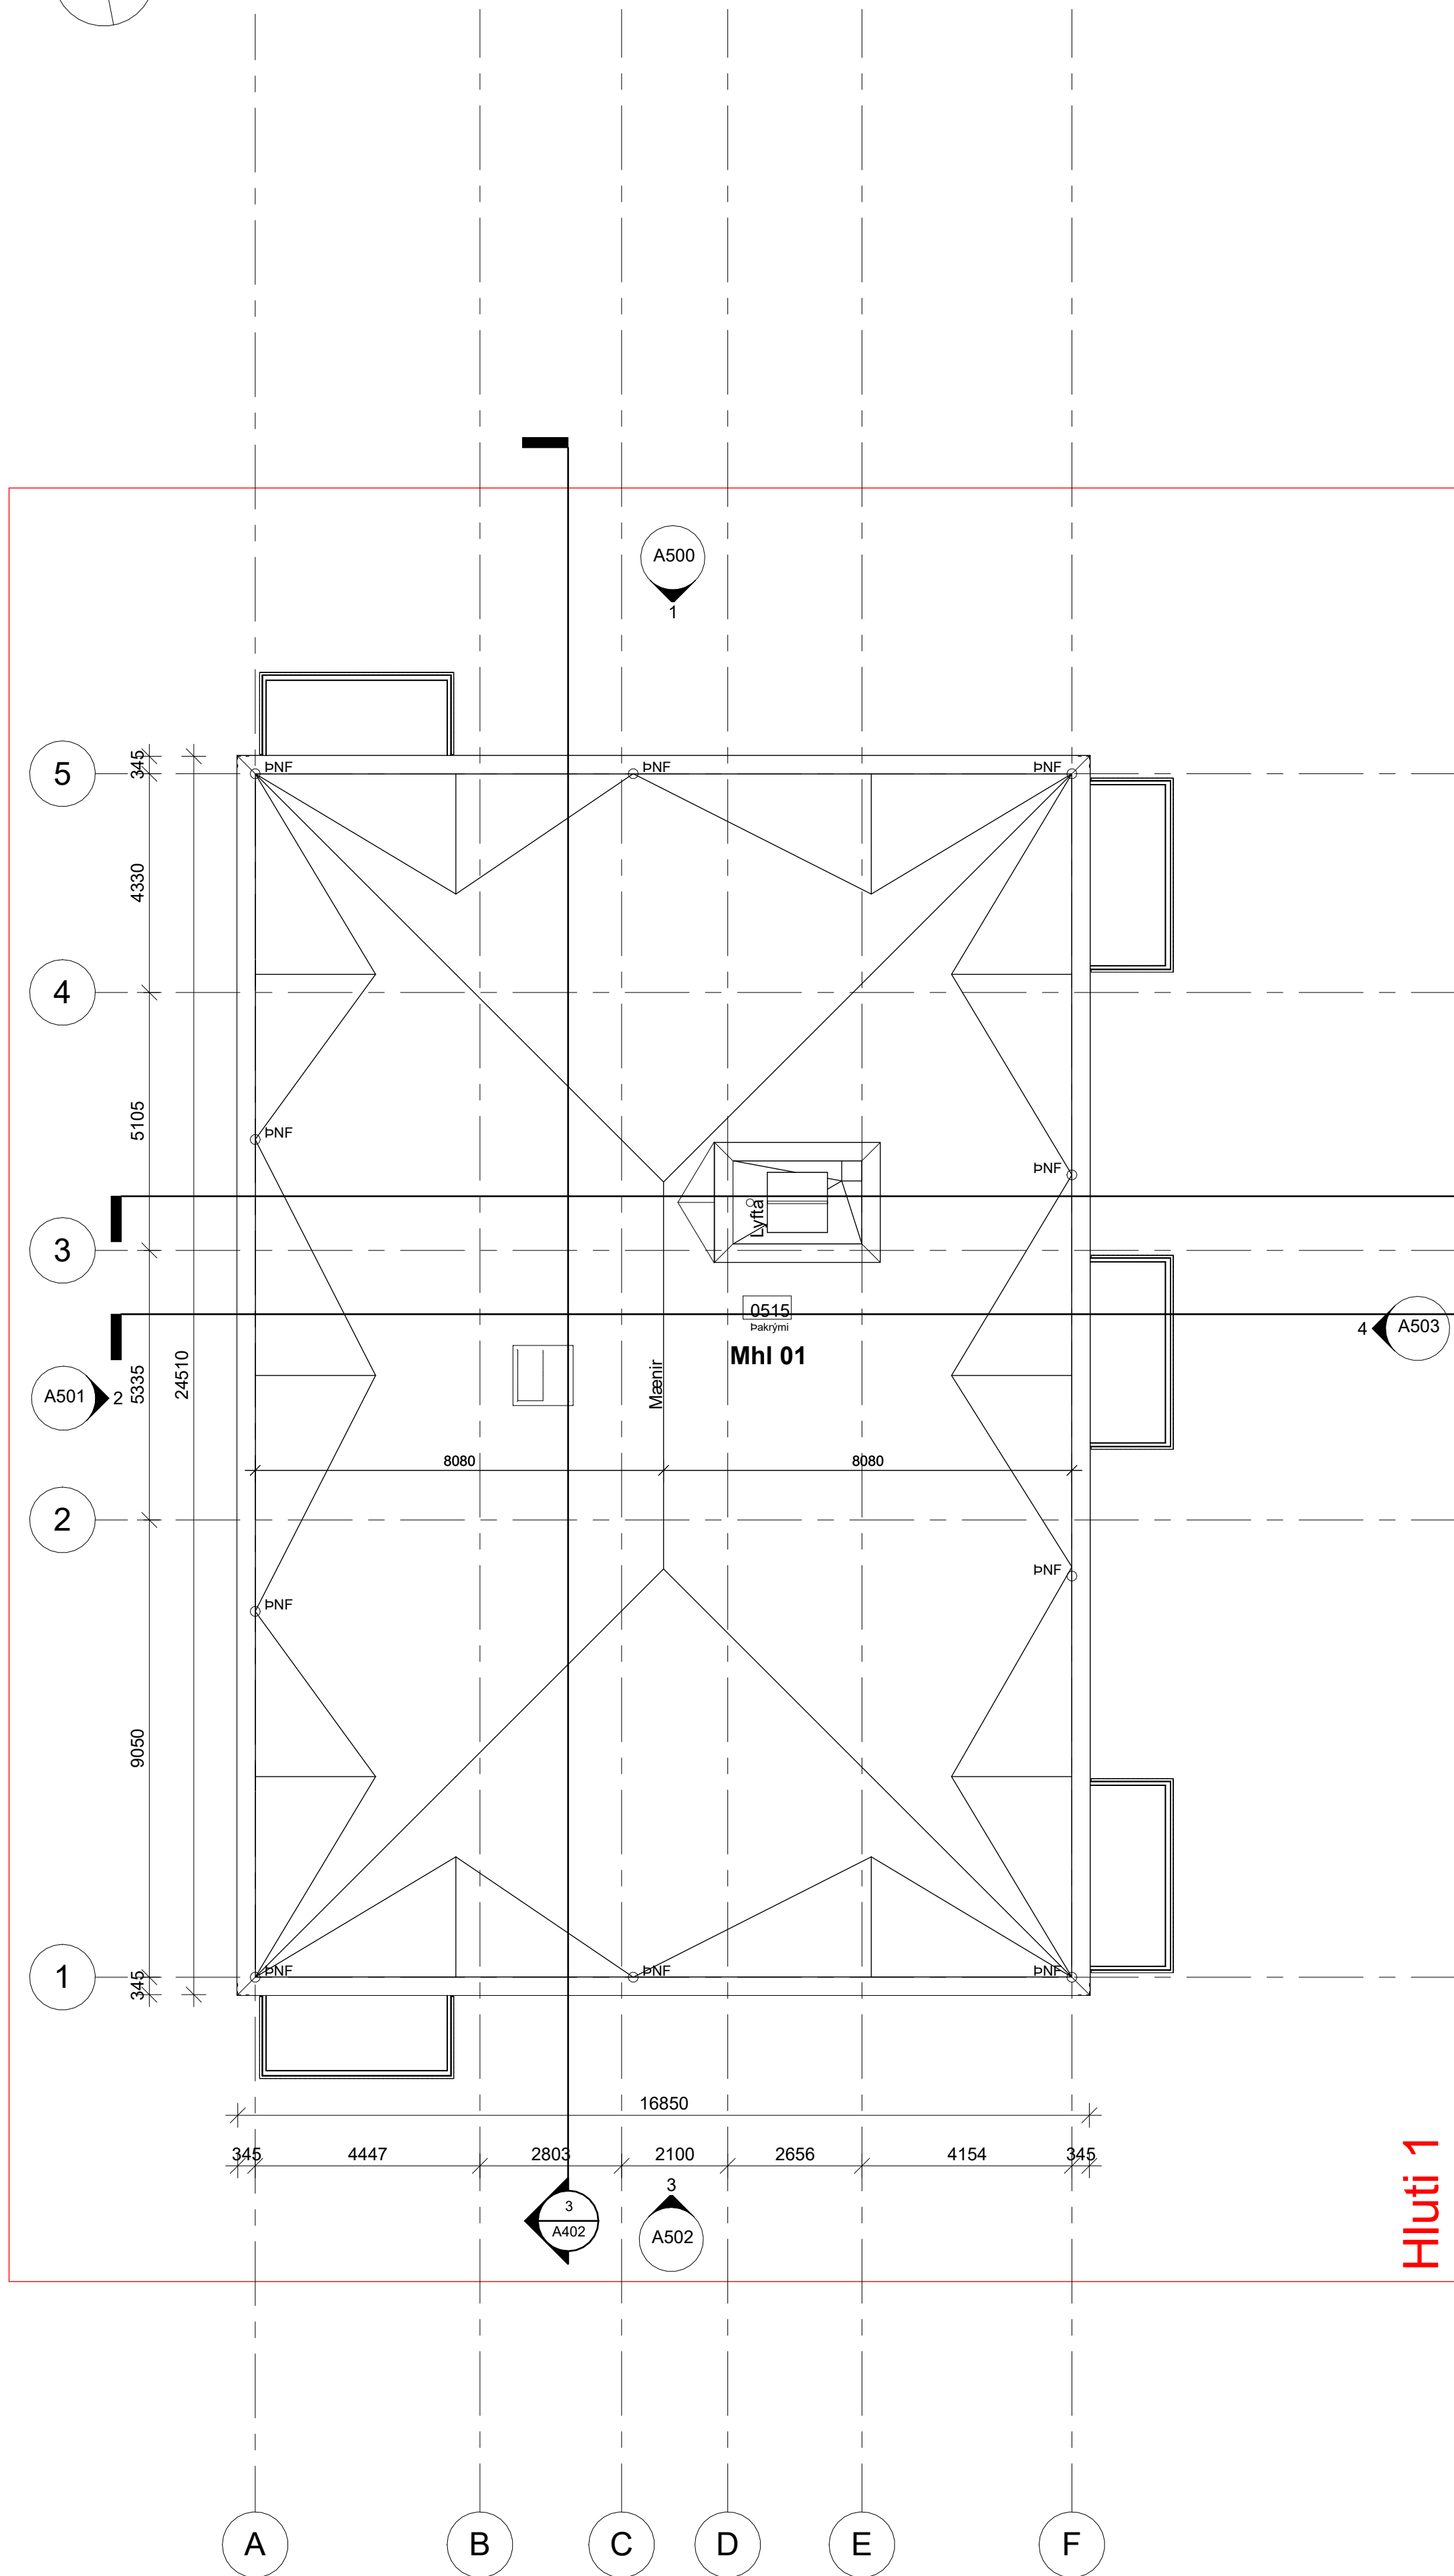 A500
1
5
345
ÞNF
ÞNF
ÞNF
4330
4
5105
ÞNF
ÞNF
Lyfta
3
0515
Þakrými
Mhl 01
4
A503
A501
2
5335
24510
Mænir
8080
8080
2
ÞNF
ÞNF
9050
1
345
ÞNF
ÞNF
ÞNF
16850
345
4447
2803
2100
2656
4154
345
3
A402
3
A502
Hluti 1
A
B
C
D
E
F